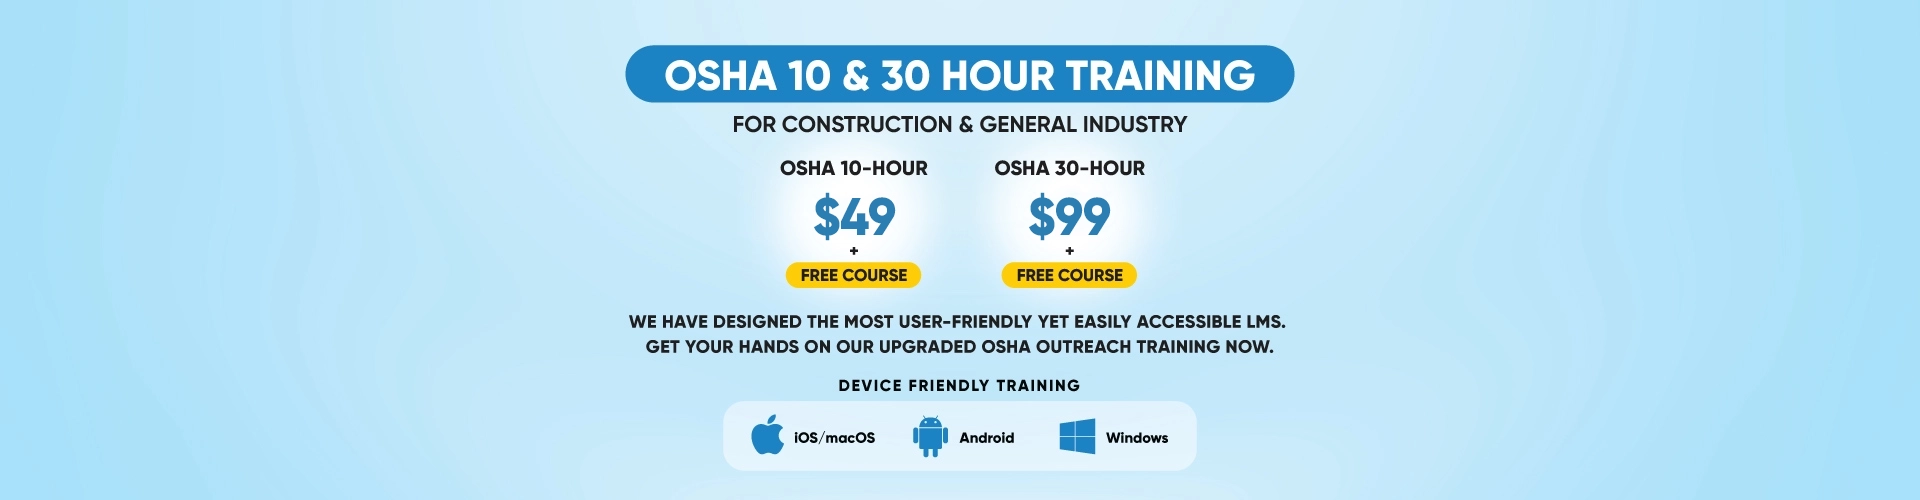 OSHA 10 & 30 HOUR TRAINING
FOR CONSTRUCTION & GENERAL INDUSTRY
OSHA 10-HOUR
$49
+
FREE COURSE
OSHA 30-HOUR
$99
+
FREE COURSE
WE HAVE DESIGNED THE MOST USER-FRIENDLY YET EASILY ACCESSIBLE LMS.
GET YOUR HANDS ON OUR UPGRADED OSHA OUTREACH TRAINING NOW.
DEVICE FRIENDLY TRAINING
iOS/macOS
Android
Windows